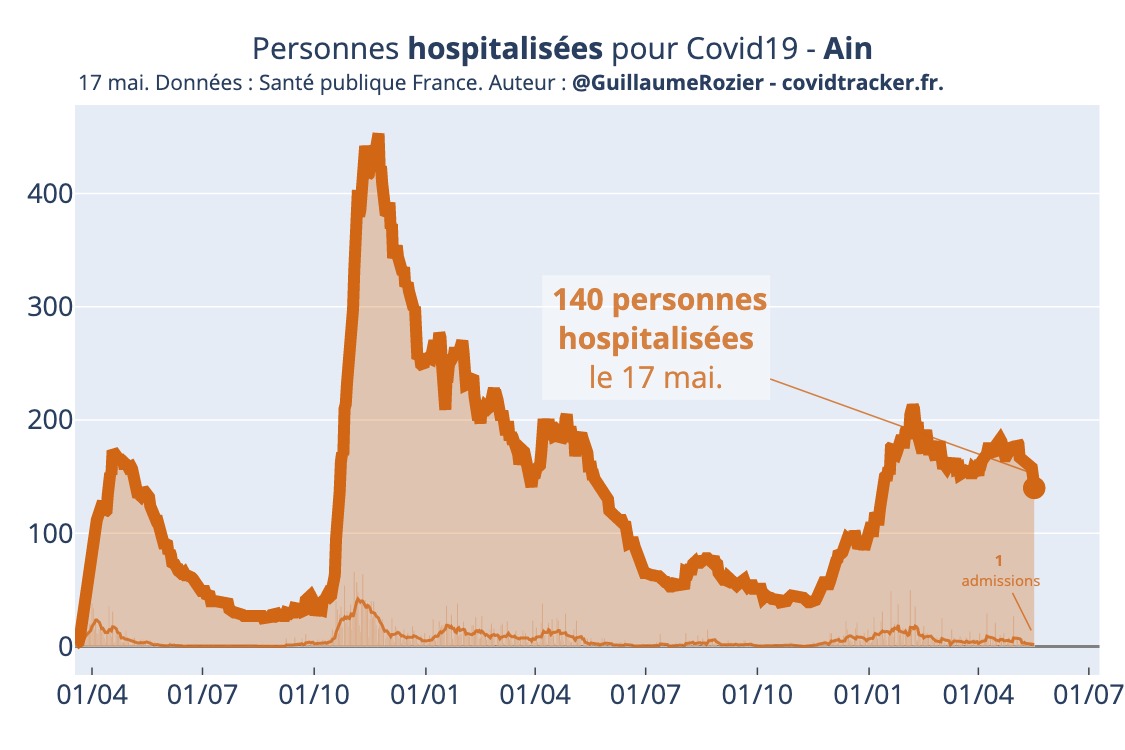 Personnes hospitalisées pour Covid19 - Ain
17 mai. Données : Santé publique France. Auteur : @GuillaumeRozier - covidtracker.fr.
400
300
200
100
0
140 personnes
hospitalisées
le 17 mai.
1
admissions
01/04 01/07 01/10 01/01 01/04 01/07 01/10 01/01 01/04 01/07